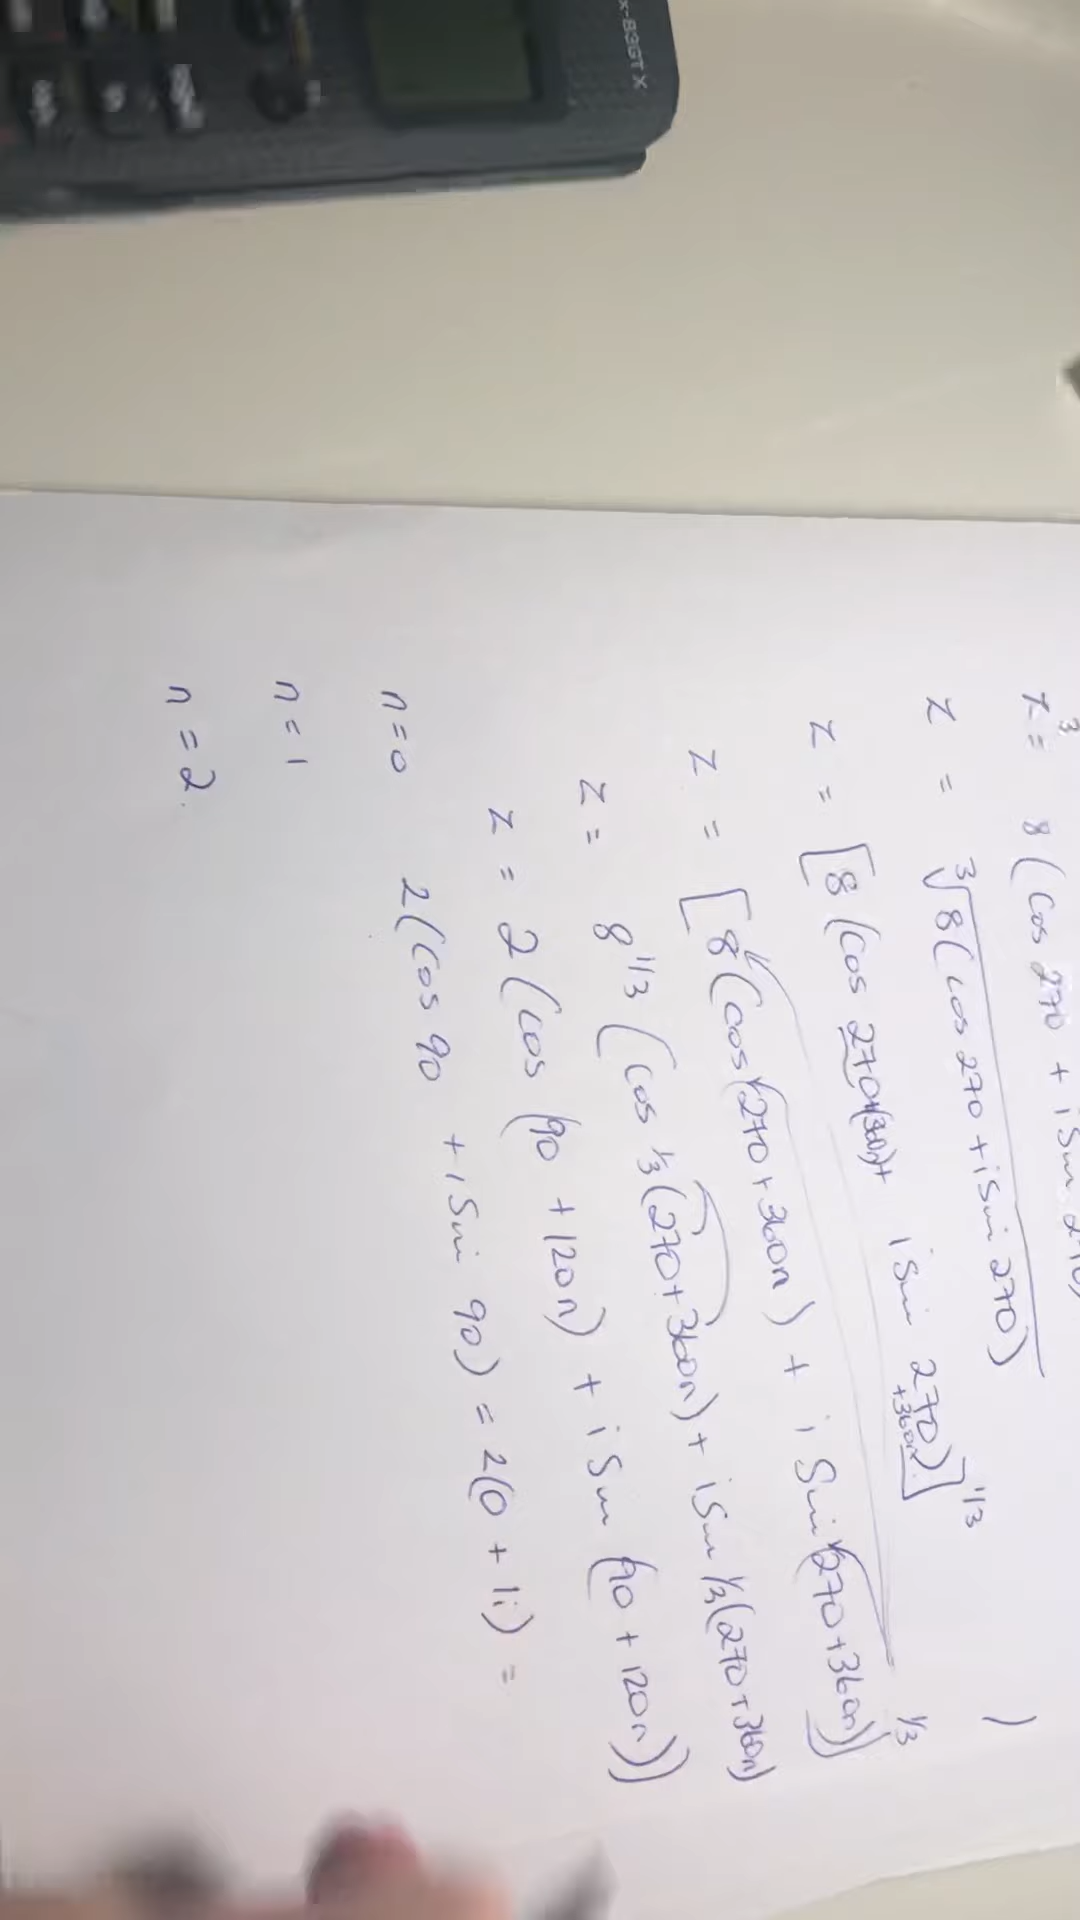 x-83GT X
z³ = 8 (Cos 270 + i Sin 270)
z = ∛8(Cos 270 + i Sin 270)
z = [8 (Cos 270+(360n)+ i Sin 270) +360n]^1/3
z = [8 (Cos (270+360n) + i Sin (270+360n)]^1/3
z = 8^1/3 (Cos 1/3 (270+360n) + i Sin 1/3 (270+360n)
z = 2 (Cos (90 + 120n) + i Sin (90 + 120n))
n=0 2(Cos 90 + i Sin 90) = 2(0 + 1i) =
n = 1
n = 2.